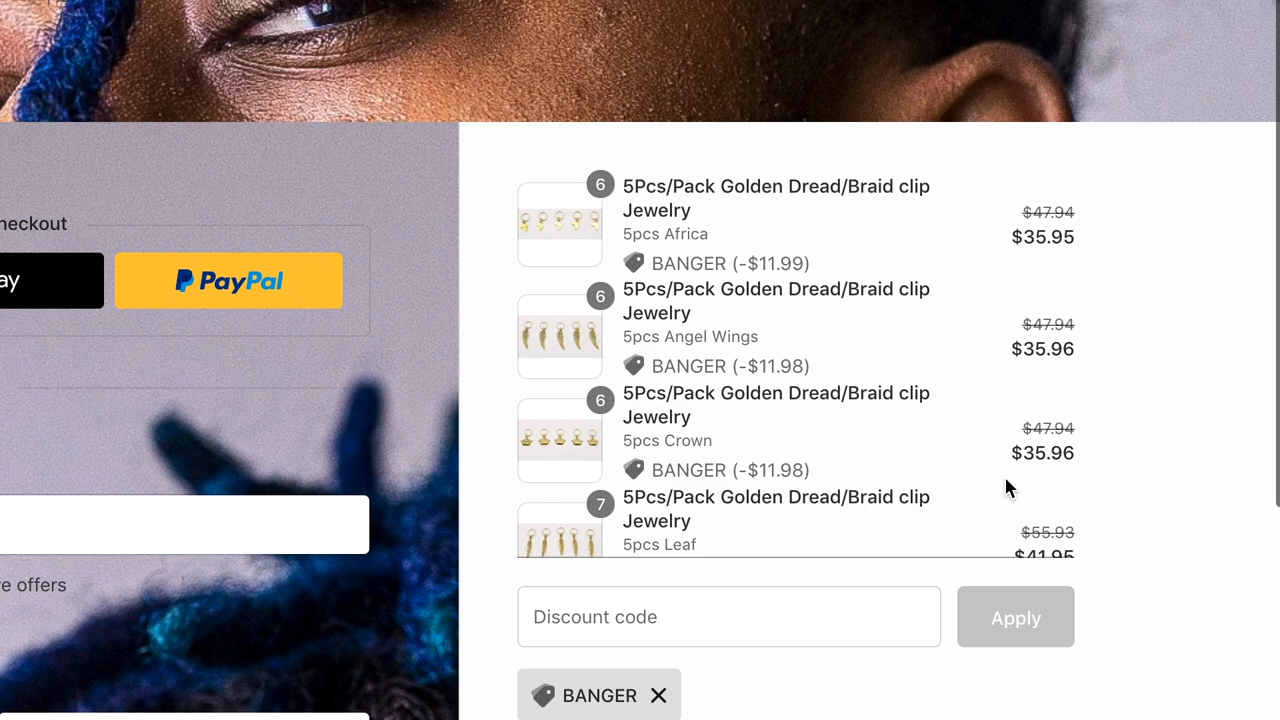 heckout
ay
PayPal
e offers
6
5Pcs/Pack Golden Dread/Braid clip
Jewelry
5pcs Africa
BANGER (-$11.99)
$47.94
$35.95
6
5Pcs/Pack Golden Dread/Braid clip
Jewelry
5pcs Angel Wings
BANGER (-$11.98)
$47.94
$35.96
6
5Pcs/Pack Golden Dread/Braid clip
Jewelry
5pcs Crown
BANGER (-$11.98)
$47.94
$35.96
7
5Pcs/Pack Golden Dread/Braid clip
Jewelry
5pcs Leaf
$55.93
$41.95
Discount code
Apply
BANGER